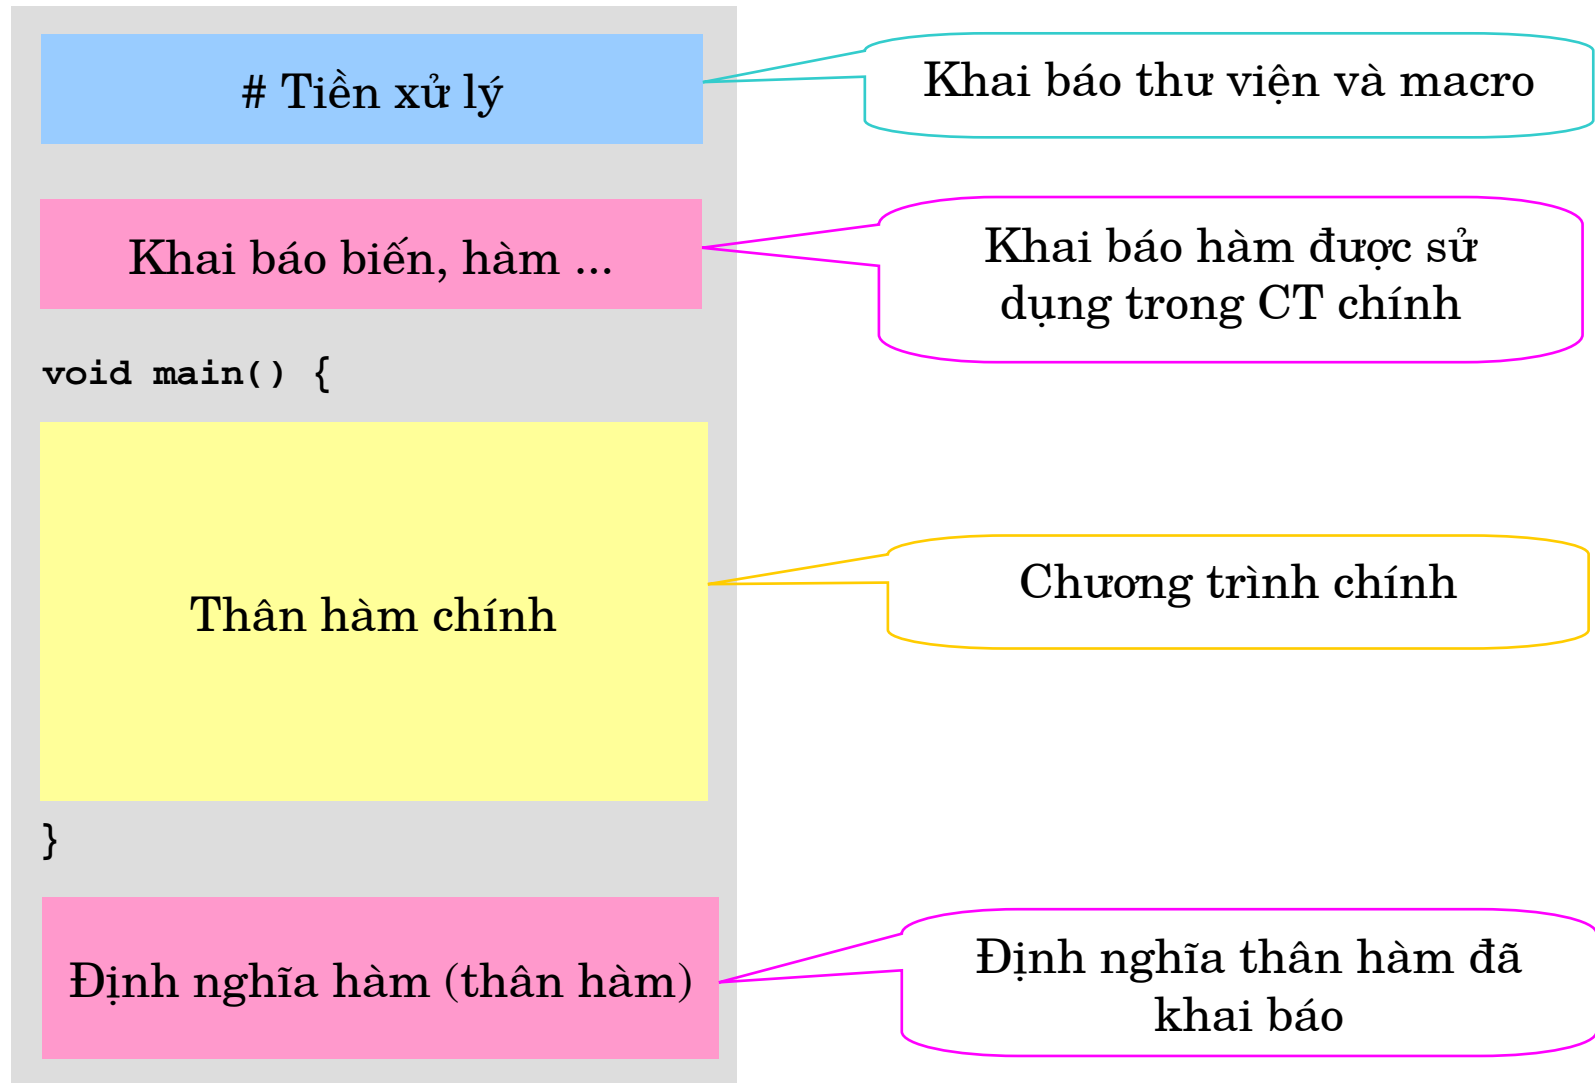 # Tiền xử lý
Khai báo thư viện và macro
Khai báo biến, hàm ...
Khai báo hàm được sử
dụng trong CT chính
void main() {
Thân hàm chính
Chương trình chính
}
Định nghĩa hàm (thân hàm)
Định nghĩa thân hàm đã
khai báo